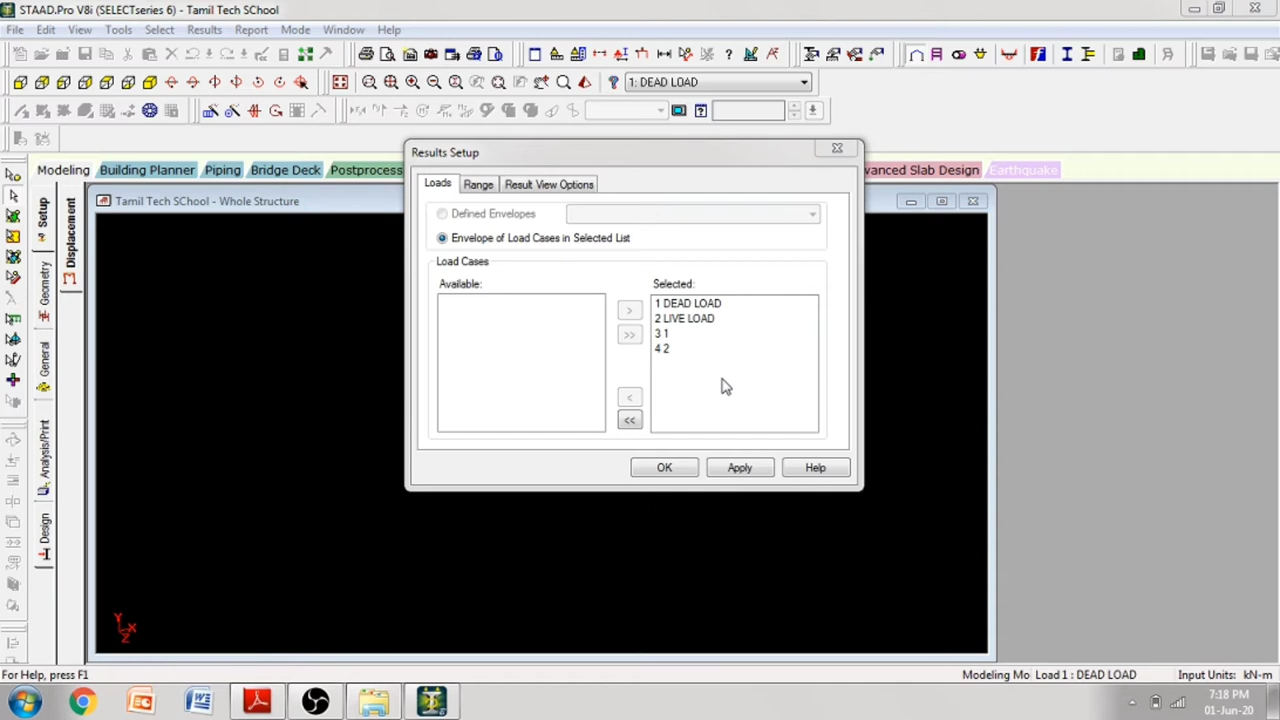 STAAD.Pro V8i (SELECTseries 6) - Tamil Tech SChool
File Edit View Tools Select Results Report Mode Window Help
1: DEAD LOAD
Modeling Building Planner Piping Bridge Deck Postprocess
vanced Slab Design Earthquake
Tamil Tech SChool - Whole Structure
Setup
Geometry
General
Analysis/Print
Design
Displacement
Results Setup
Loads Range Result View Options
Defined Envelopes
Envelope of Load Cases in Selected List
Load Cases
Available: Selected:
1 DEAD LOAD
2 LIVE LOAD
3 1
4 2
>
>>
<
<<
OK Apply Help
Y
X
Z
For Help, press F1 Modeling Mo Load 1 : DEAD LOAD Input Units: kN-m
7:18 PM
01-Jun-20